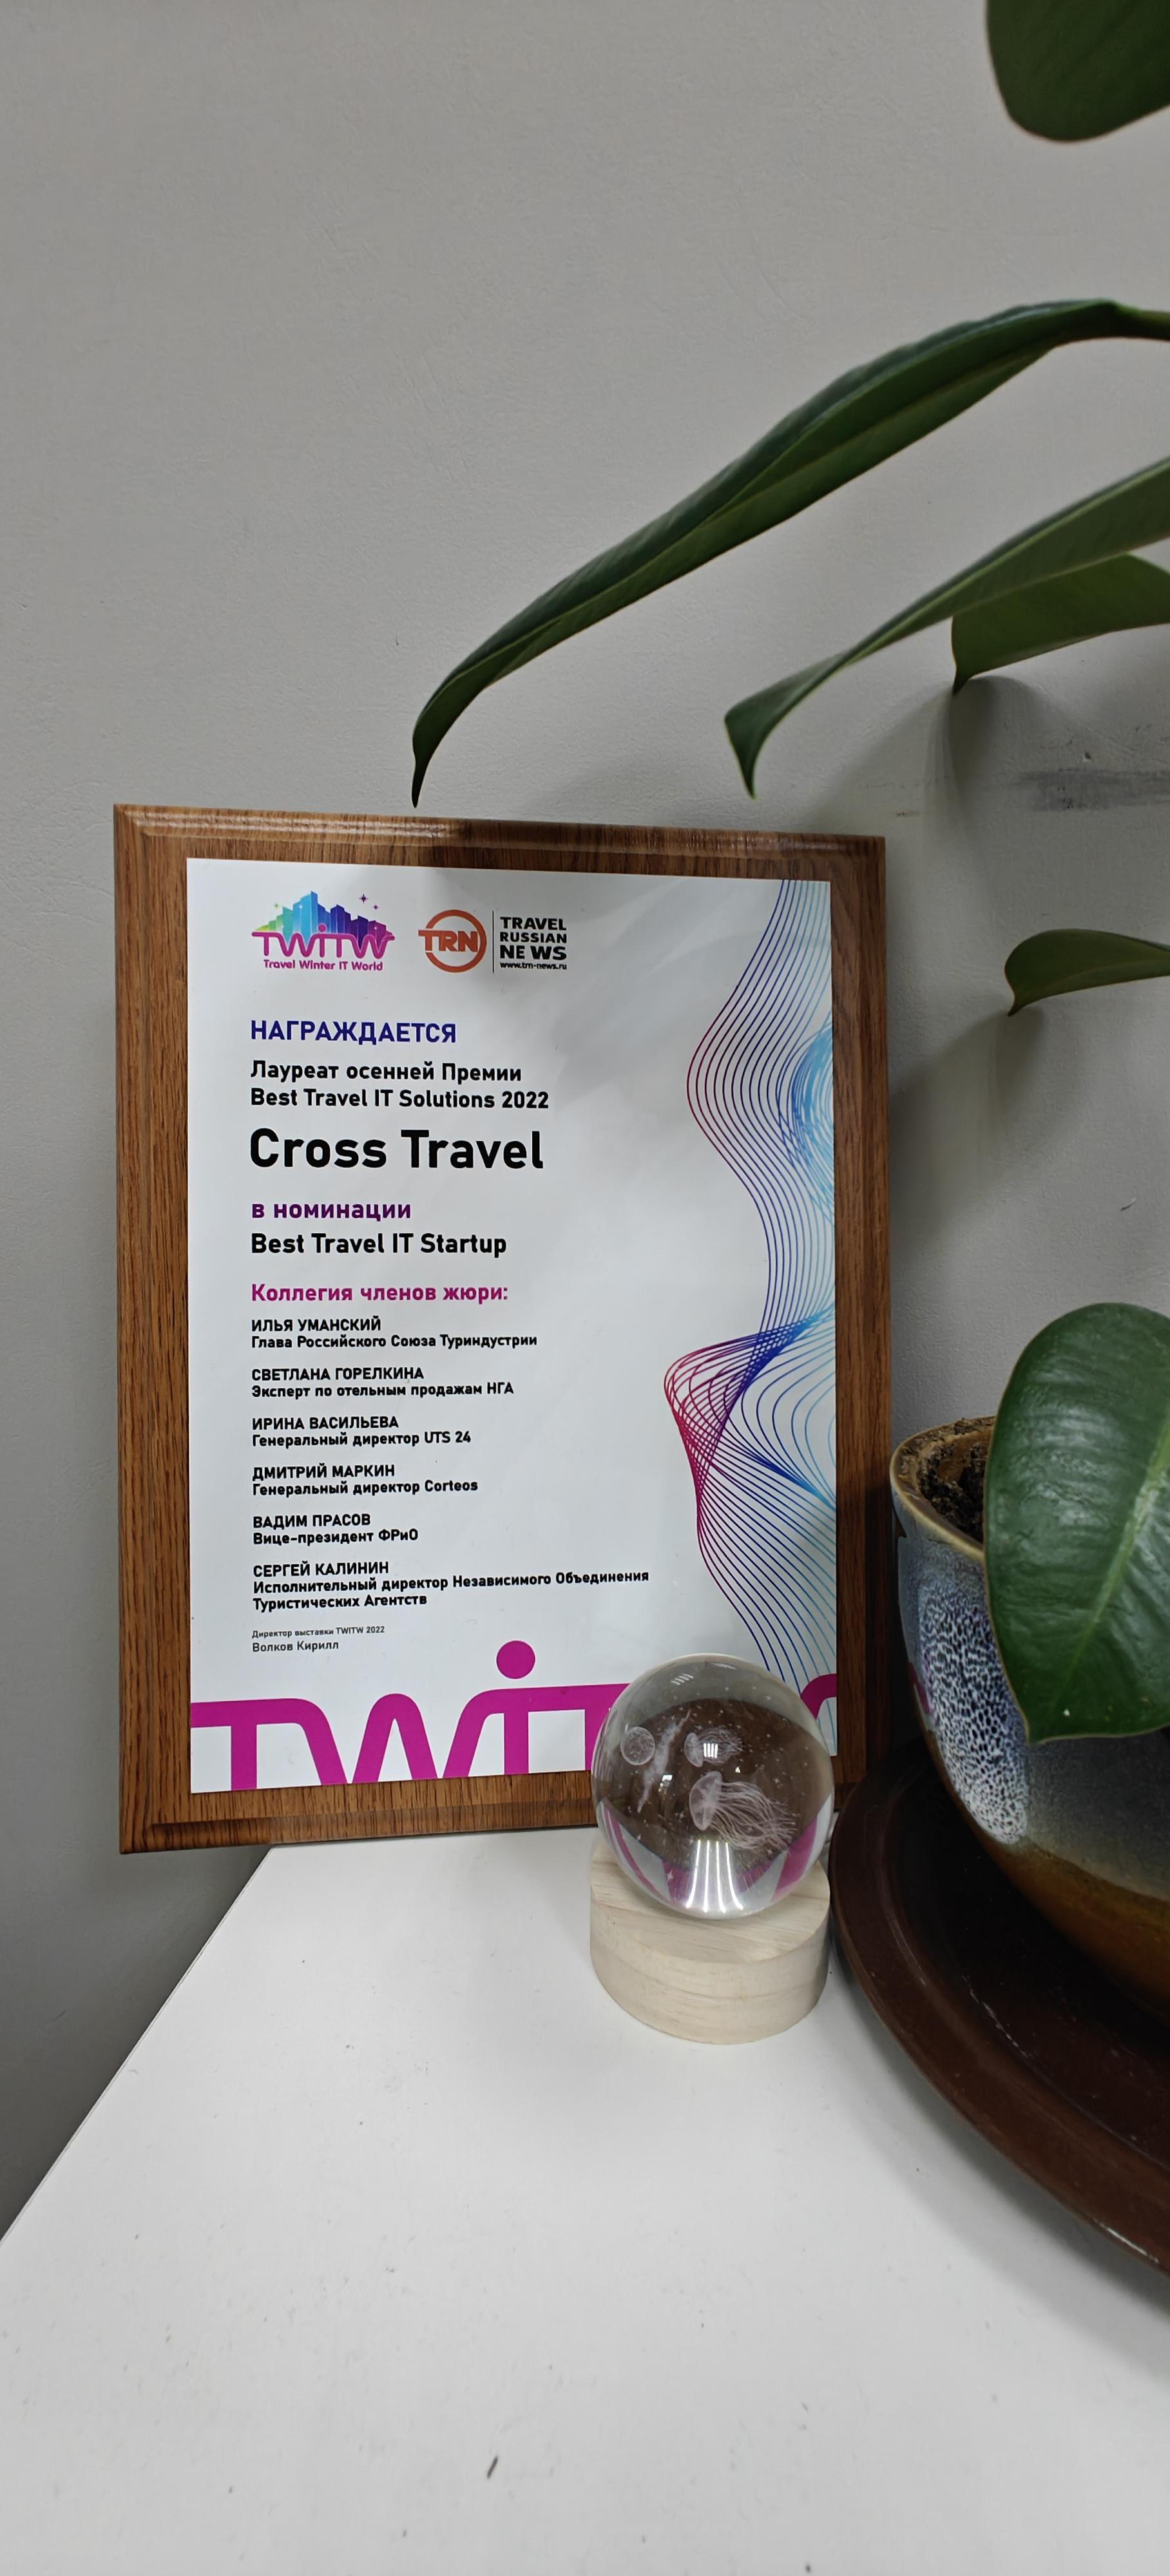 TWITW
Travel Winter IT World
TRN
TRAVEL
RUSSIAN
NEWS
www.trn-news.ru
НАГРАЖДАЕТСЯ
Лауреат осенней Премии
Best Travel IT Solutions 2022
Cross Travel
в номинации
Best Travel IT Startup
Коллегия членов жюри:
ИЛЬЯ УМАНСКИЙ
Глава Российского Союза Туриндустрии
СВЕТЛАНА ГОРЕЛКИНА
Эксперт по отельным продажам НГА
ИРИНА ВАСИЛЬЕВА
Генеральный директор UTS 24
ДМИТРИЙ МАРКИН
Генеральный директор Corteos
ВАДИМ ПРАСОВ
Вице-президент ФРиО
СЕРГЕЙ КАЛИНИН
Исполнительный директор Независимого Объединения
Туристических Агентств
Директор выставки TWITW 2022
Волков Кирилл
TWIT